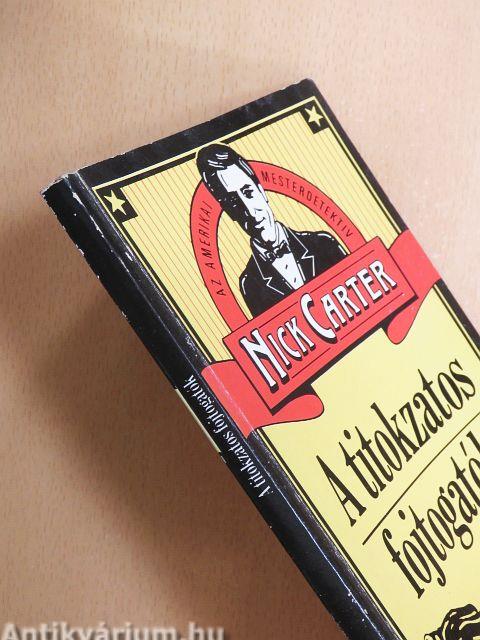 AZ AMERIKAI MESTERDETEKTÍV
NICK CARTER
A titokzatos
fojtogatók
A titokzatos fojtogatók
Antikvárium.hu